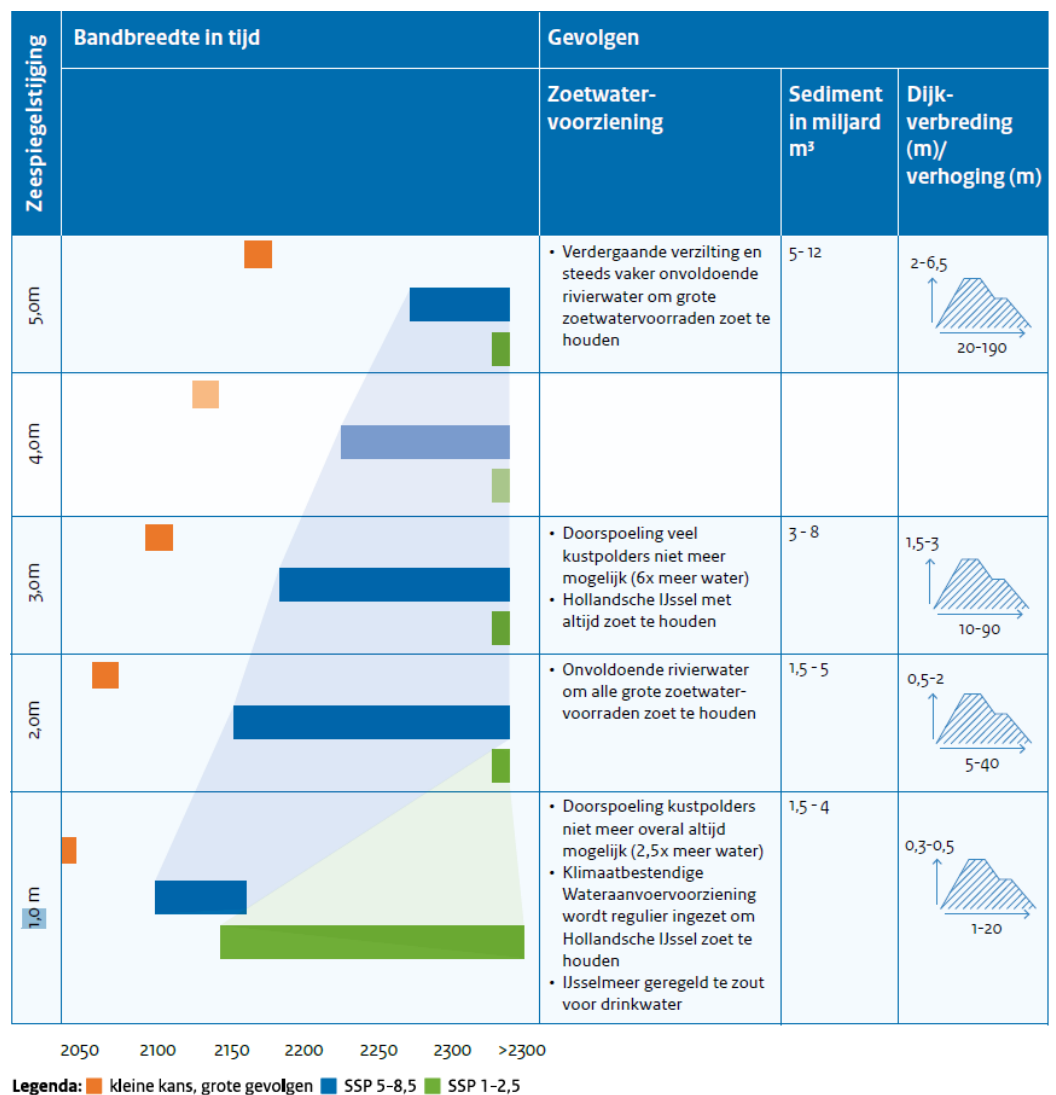 Zeespiegelstijging
Bandbreedte in tijd
Gevolgen
Zoetwater-
voorziening
Sediment
in miljard
m³
Dijk-
verbreding
(m)/
verhoging (m)
5,0m
• Verdergaande verzilting en
steeds vaker onvoldoende
rivierwater om grote
zoetwatervoorraden zoet te
houden
5- 12
2-6,5
20-190
4,0m
3,0m
• Doorspoeling veel
kustpolders niet meer
mogelijk (6x meer water)
• Hollandsche IJssel met
altijd zoet te houden
3 - 8
1,5-3
10-90
2,0m
• Onvoldoende rivierwater
om alle grote zoetwater-
voorraden zoet te houden
1,5 - 5
0,5-2
5-40
1,0 m
• Doorspoeling kustpolders
niet meer overal altijd
mogelijk (2,5x meer water)
• Klimaatbestendige
Wateraanvoervoorziening
wordt regulier ingezet om
Hollandsche IJssel zoet te
houden
• IJsselmeer geregeld te zout
voor drinkwater
1,5 - 4
0,3-0,5
1-20
2050 2100 2150 2200 2250 2300 >2300
Legenda: kleine kans, grote gevolgen SSP 5-8,5 SSP 1-2,5